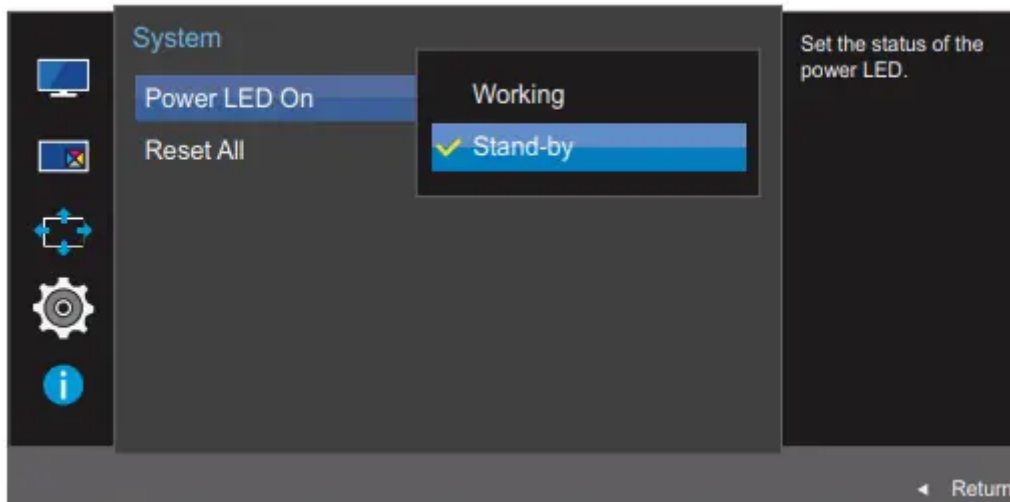 System
Power LED On
Reset All
Working
Stand-by
Set the status of the
power LED.
Return